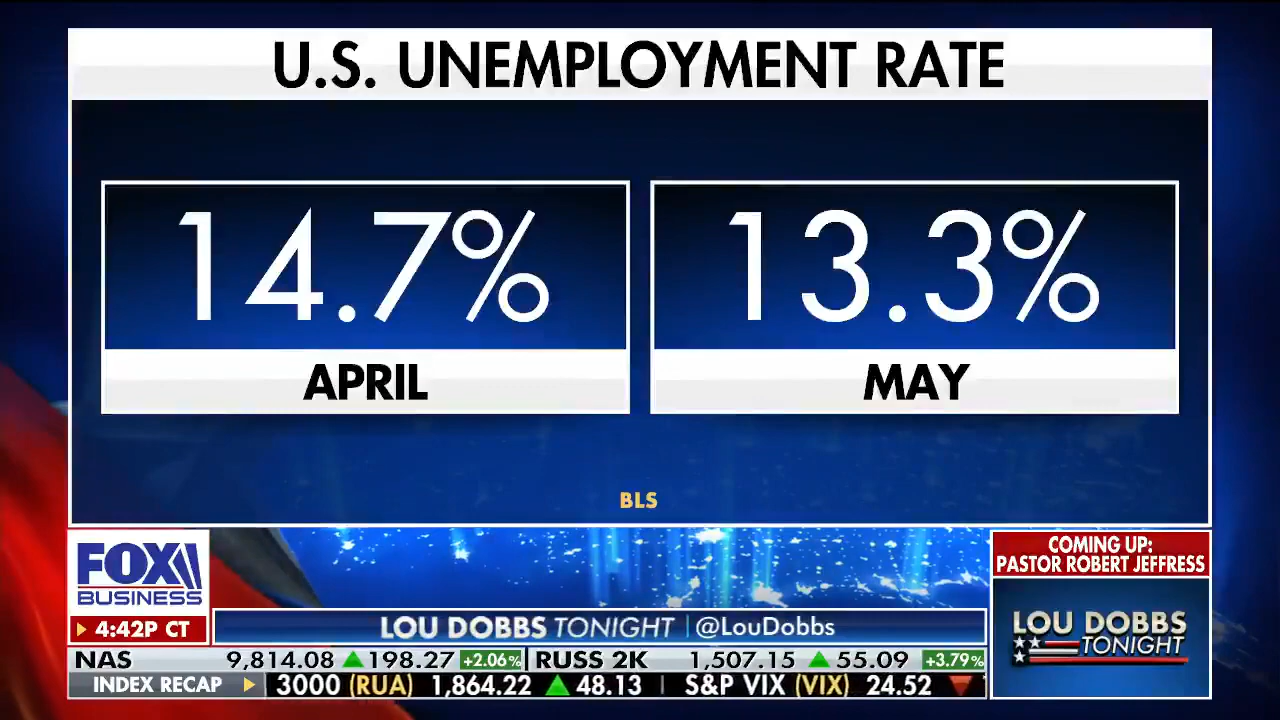 U.S. UNEMPLOYMENT RATE
14.7%
APRIL
13.3%
MAY
BLS
FOX
BUSINESS
4:42P CT
COMING UP:
PASTOR ROBERT JEFFRESS
LOU DOBBS TONIGHT | @LouDobbs
LOU DOBBS
TONIGHT
NAS 9,814.08 ▲ 198.27 +2.06% RUSS 2K 1,507.15 ▲ 55.09 +3.79%
INDEX RECAP 3000 (RUA) 1,864.22 ▲ 48.13 | S&P VIX (VIX) 24.52 ▼